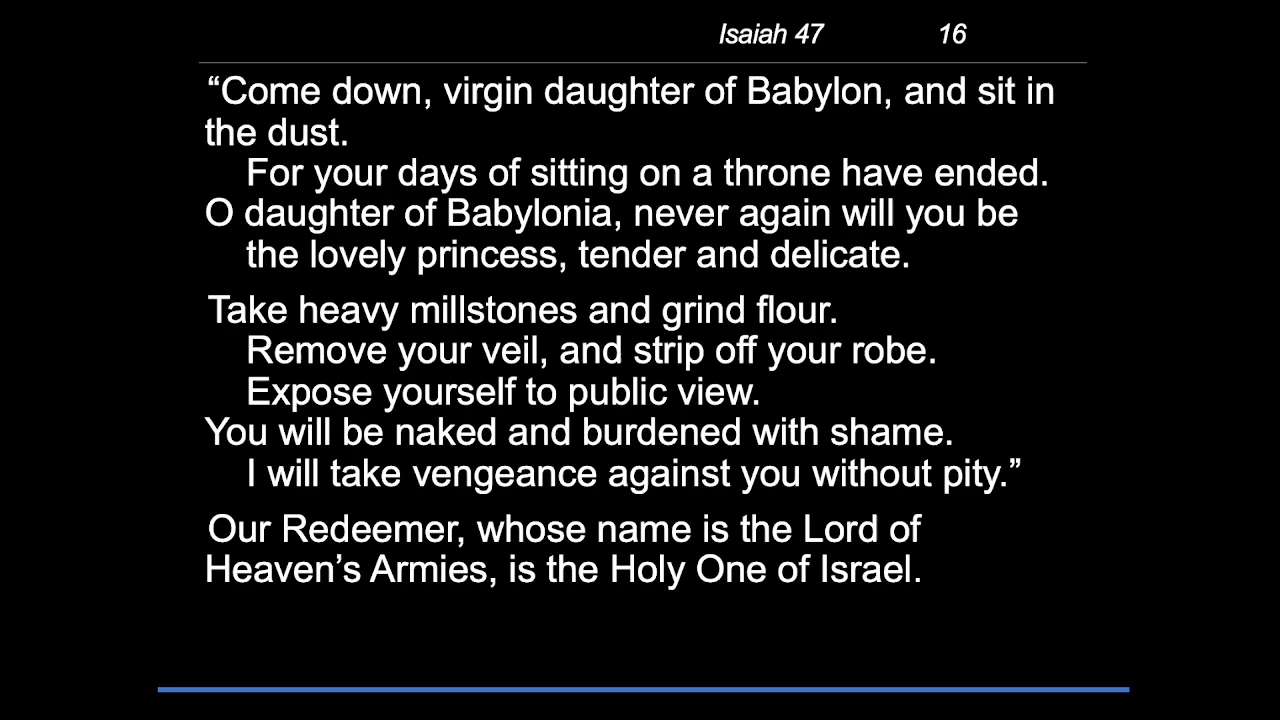 Isaiah 47 16
“Come down, virgin daughter of Babylon, and sit in
the dust.
For your days of sitting on a throne have ended.
O daughter of Babylonia, never again will you be
the lovely princess, tender and delicate.
Take heavy millstones and grind flour.
Remove your veil, and strip off your robe.
Expose yourself to public view.
You will be naked and burdened with shame.
I will take vengeance against you without pity.”
Our Redeemer, whose name is the Lord of
Heaven’s Armies, is the Holy One of Israel.